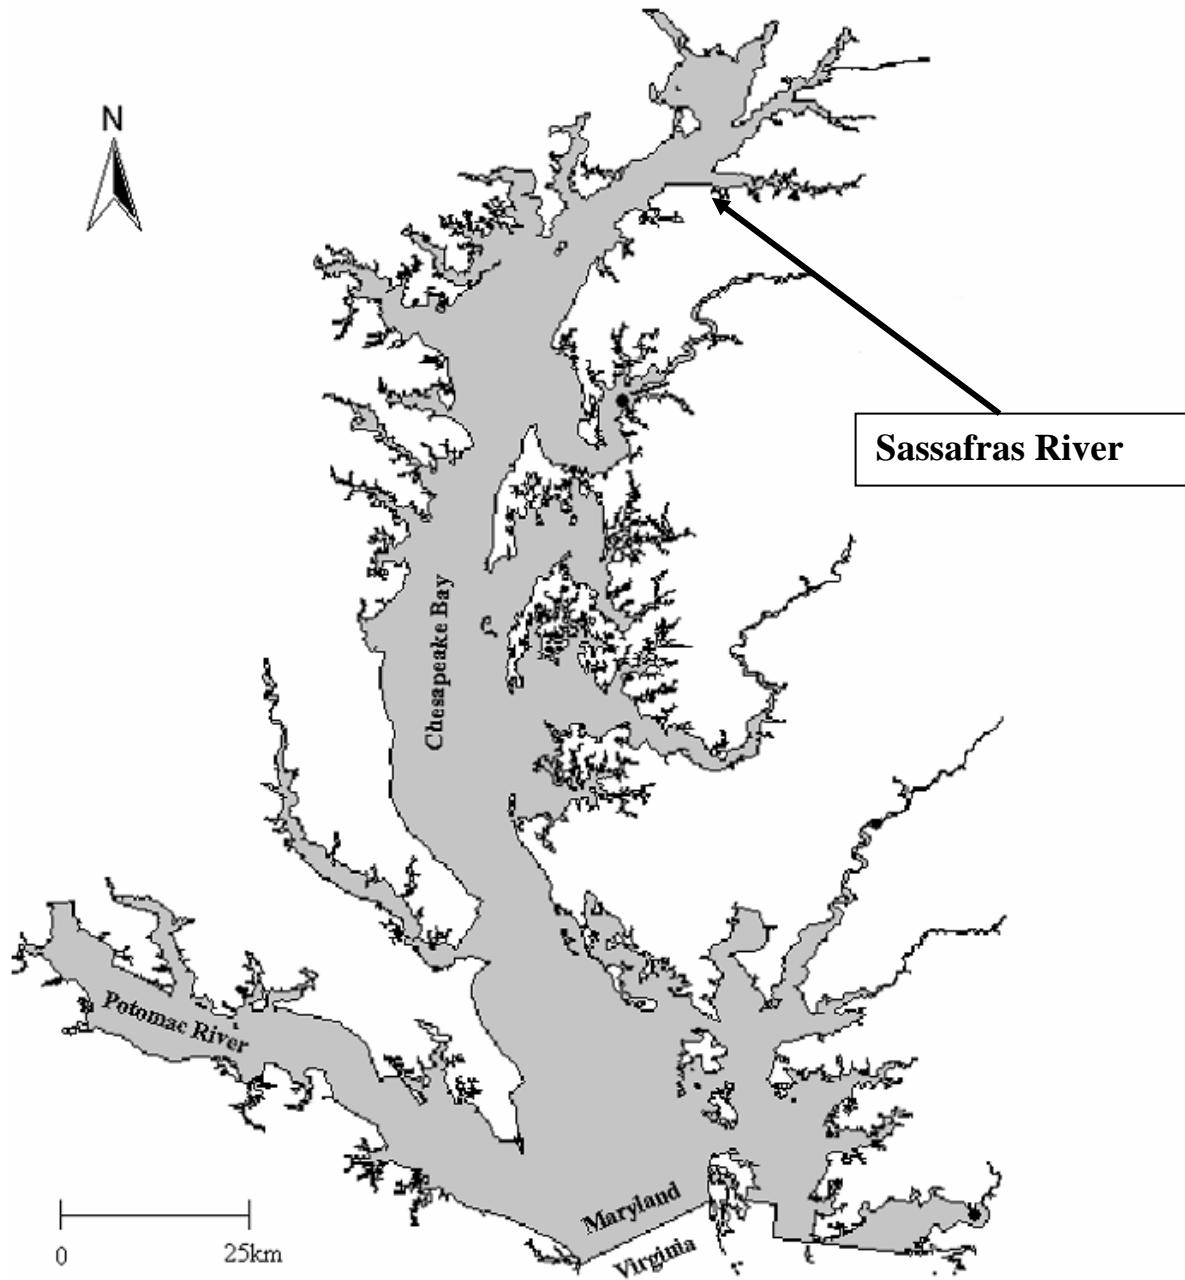 N
Sassafras River
Chesapeake Bay
Potomac River
Maryland
Virginia
0
25km